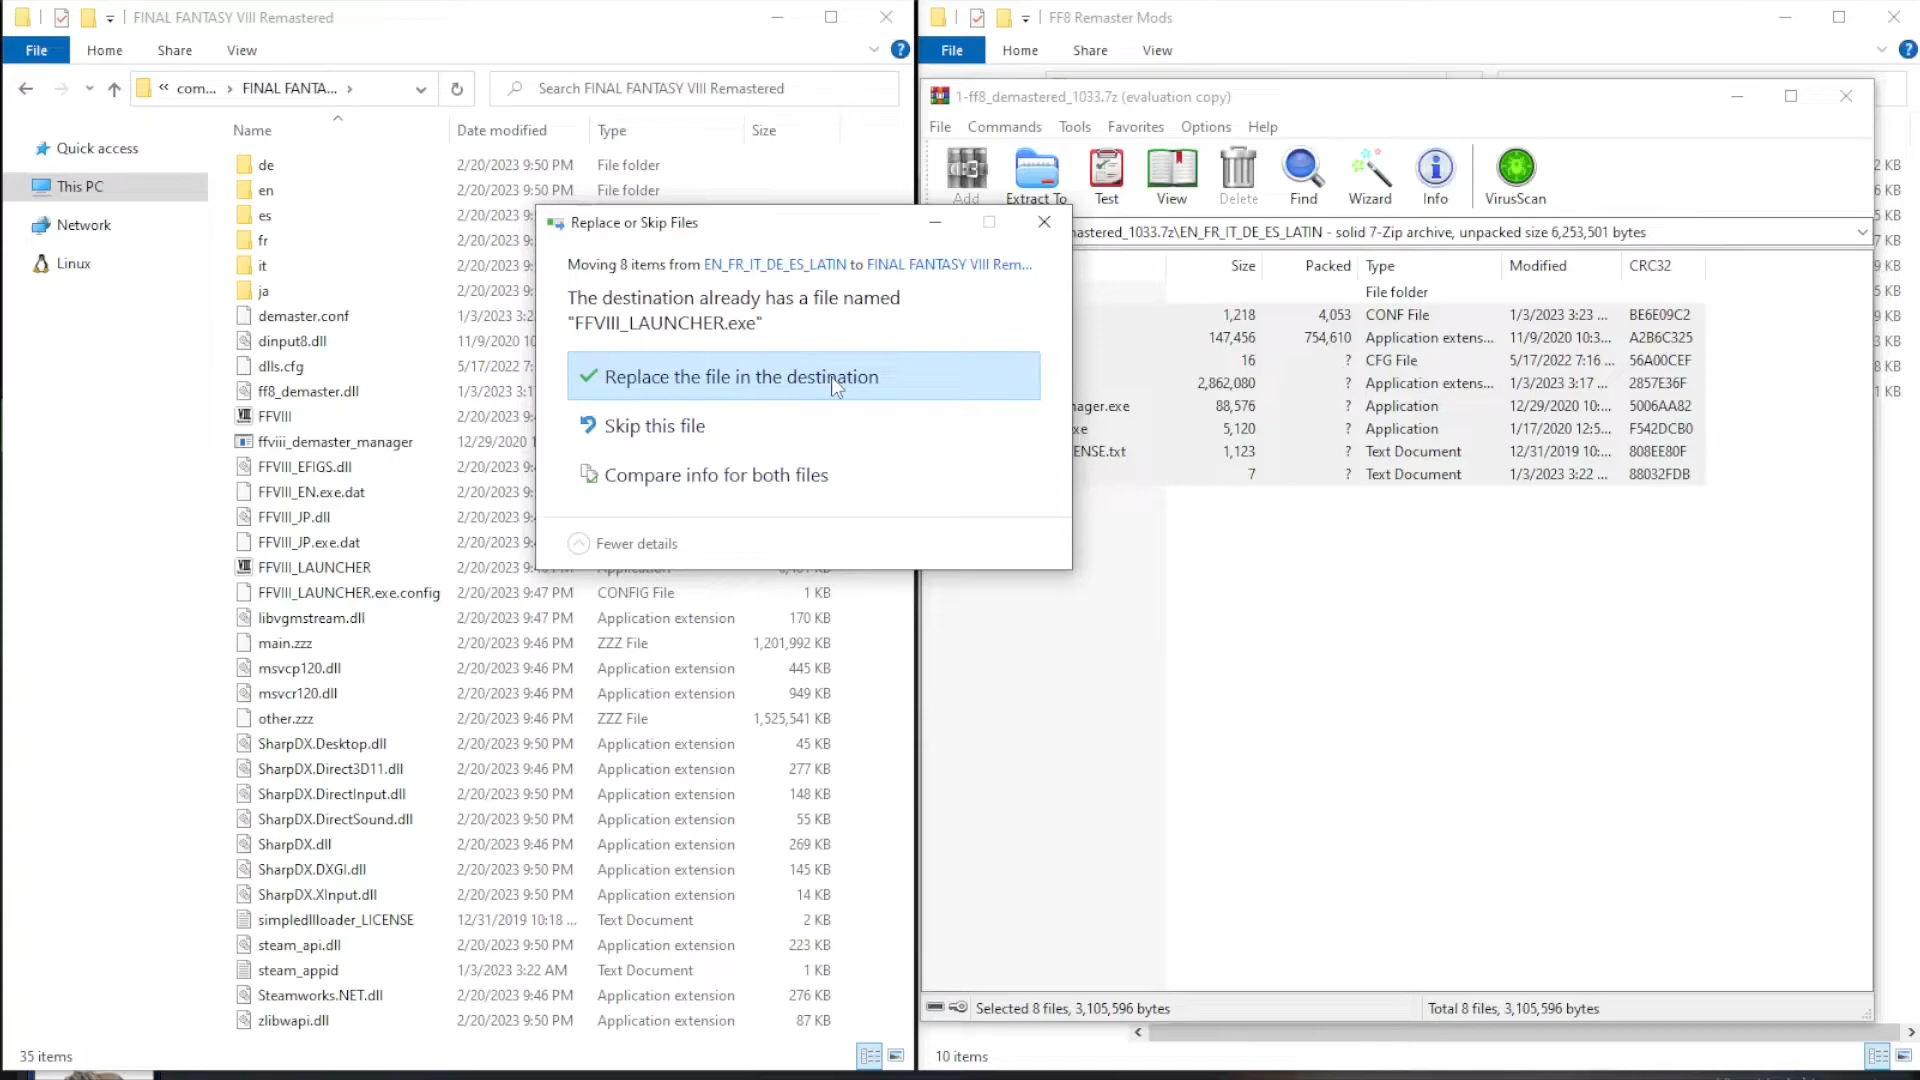 FINAL FANTASY VIII Remastered
File Home Share View
« com... › FINAL FANTA... › Search FINAL FANTASY VIII Remastered
Name Date modified Type Size
Quick access
This PC
Network
Linux
de 2/20/2023 9:50 PM File folder
en 2/20/2023 9:50 PM File folder
es 2/20/2023 9:
fr 2/20/2023 9:
it 2/20/2023 9:
ja 2/20/2023 9:
demaster.conf 1/3/2023 3:2
dinput8.dll 11/9/2020 10
dlls.cfg 5/17/2022 7:
ff8_demaster.dll 1/3/2023 3:1
FFVIII 2/20/2023 9:
ffviii_demaster_manager 12/29/2020 1
FFVIII_EFIGS.dll 2/20/2023 9:
FFVIII_EN.exe.dat 2/20/2023 9:
FFVIII_JP.dll 2/20/2023 9:
FFVIII_JP.exe.dat 2/20/2023 9:
FFVIII_LAUNCHER 2/20/2023 9:
FFVIII_LAUNCHER.exe.config 2/20/2023 9:47 PM CONFIG File 1 KB
libvgmstream.dll 2/20/2023 9:47 PM Application extension 170 KB
main.zzz 2/20/2023 9:46 PM ZZZ File 1,201,992 KB
msvcp120.dll 2/20/2023 9:46 PM Application extension 445 KB
msvcr120.dll 2/20/2023 9:46 PM Application extension 949 KB
other.zzz 2/20/2023 9:46 PM ZZZ File 1,525,541 KB
SharpDX.Desktop.dll 2/20/2023 9:50 PM Application extension 45 KB
SharpDX.Direct3D11.dll 2/20/2023 9:46 PM Application extension 277 KB
SharpDX.DirectInput.dll 2/20/2023 9:50 PM Application extension 148 KB
SharpDX.DirectSound.dll 2/20/2023 9:50 PM Application extension 55 KB
SharpDX.dll 2/20/2023 9:50 PM Application extension 269 KB
SharpDX.DXGI.dll 2/20/2023 9:50 PM Application extension 145 KB
SharpDX.XInput.dll 2/20/2023 9:50 PM Application extension 14 KB
simpledllloader_LICENSE 12/31/2019 10:18 ... Text Document 2 KB
steam_api.dll 2/20/2023 9:50 PM Application extension 223 KB
steam_appid 1/3/2023 3:22 AM Text Document 1 KB
Steamworks.NET.dll 2/20/2023 9:46 PM Application extension 276 KB
zlibwapi.dll 2/20/2023 9:50 PM Application extension 87 KB
35 items
Replace or Skip Files
Moving 8 items from EN_FR_IT_DE_ES_LATIN to FINAL FANTASY VIII Rem...
The destination already has a file named
"FFVIII_LAUNCHER.exe"
Replace the file in the destination
Skip this file
Compare info for both files
Fewer details
FF8 Remaster Mods
File Home Share View
1-ff8_demastered_1033.7z (evaluation copy)
File Commands Tools Favorites Options Help
Add Extract To Test View Delete Find Wizard Info VirusScan
astered_1033.7z\EN_FR_IT_DE_ES_LATIN - solid 7-Zip archive, unpacked size 6,253,501 bytes
Size Packed Type Modified CRC32
File folder
1,218 4,053 CONF File 1/3/2023 3:23 ... BE6E09C2
147,456 754,610 Application extens... 11/9/2020 10:3... A2B6C325
16 ? CFG File 5/17/2022 7:16 ... 56A00CEF
2,862,080 ? Application extens... 1/3/2023 3:17 ... 2857E36F
nager.exe 88,576 ? Application 12/29/2020 10:... 5006AA82
xe 5,120 ? Application 1/17/2020 12:5... F542DCB0
ENSE.txt 1,123 ? Text Document 12/31/2019 10:... 808EE80F
7 ? Text Document 1/3/2023 3:22 ... 88032FDB
Selected 8 files, 3,105,596 bytes Total 8 files, 3,105,596 bytes
2 KB
6 KB
5 KB
7 KB
9 KB
5 KB
9 KB
3 KB
8 KB
1 KB
10 items